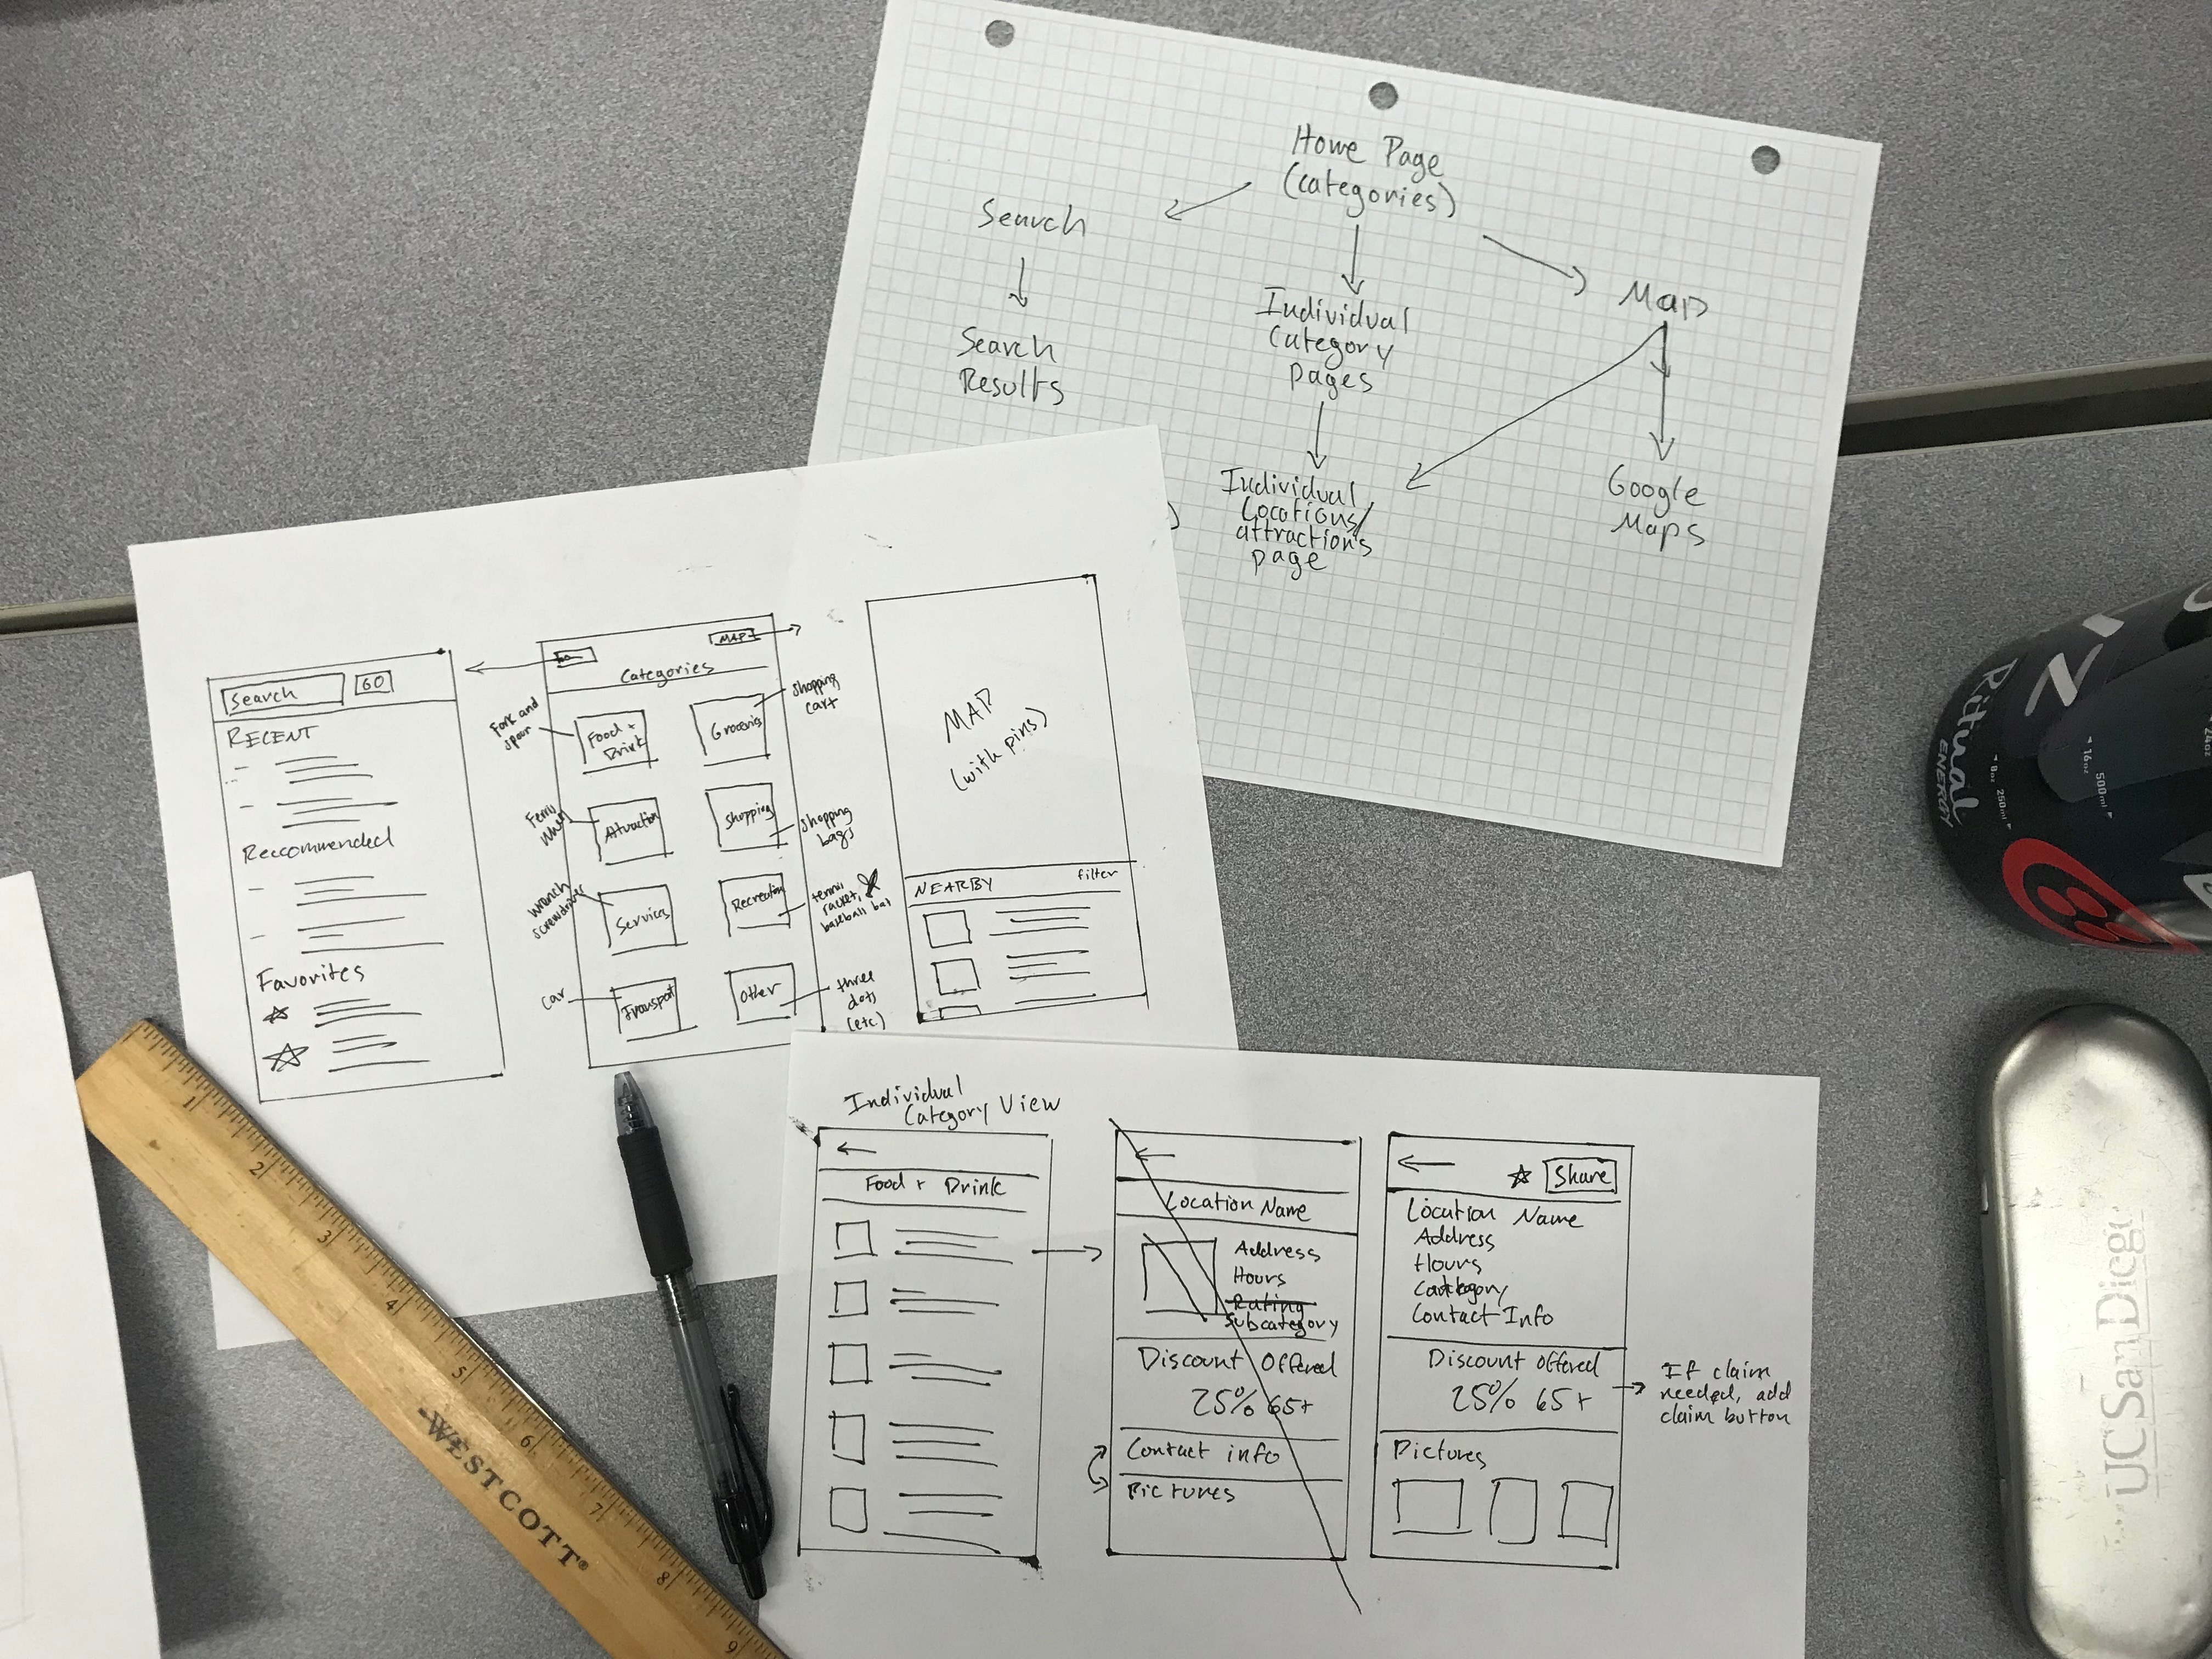 Home Page
(categories)
Search
Map
Individual
Category
pages
Search
Results
Individual
Locations/
attractions
page
Google
Maps
Search GO
RECENT
Reccommended
Favorites
MAP
Categories
Fork and
spoon
Food +
Drink
Groceries
shopping
cart
Ferris
wheel
Attraction
Shopping
shopping
bags
wrench
screwdriver
Services
Recreation
tennis
racket,
baseball bat
car
Transport
Other
three
dots
(etc.)
MAP
(with pins)
NEARBY filter
Individual
Category View
Food + Drink
Location Name
Address
Hours
Rating
Subcategory
Discount Offered
25% 65+
Contact info
Pictures
Share
Location Name
Address
Hours
Category
Contact Info
Discount Offered
25% 65+
If claim
needed, add
claim button
Pictures
1
2
3
4
5
6
7
8
9
WESTCOTT®
Ritual
ENERGY
8oz 250ml
16oz 500ml
24oz
UC San Diego